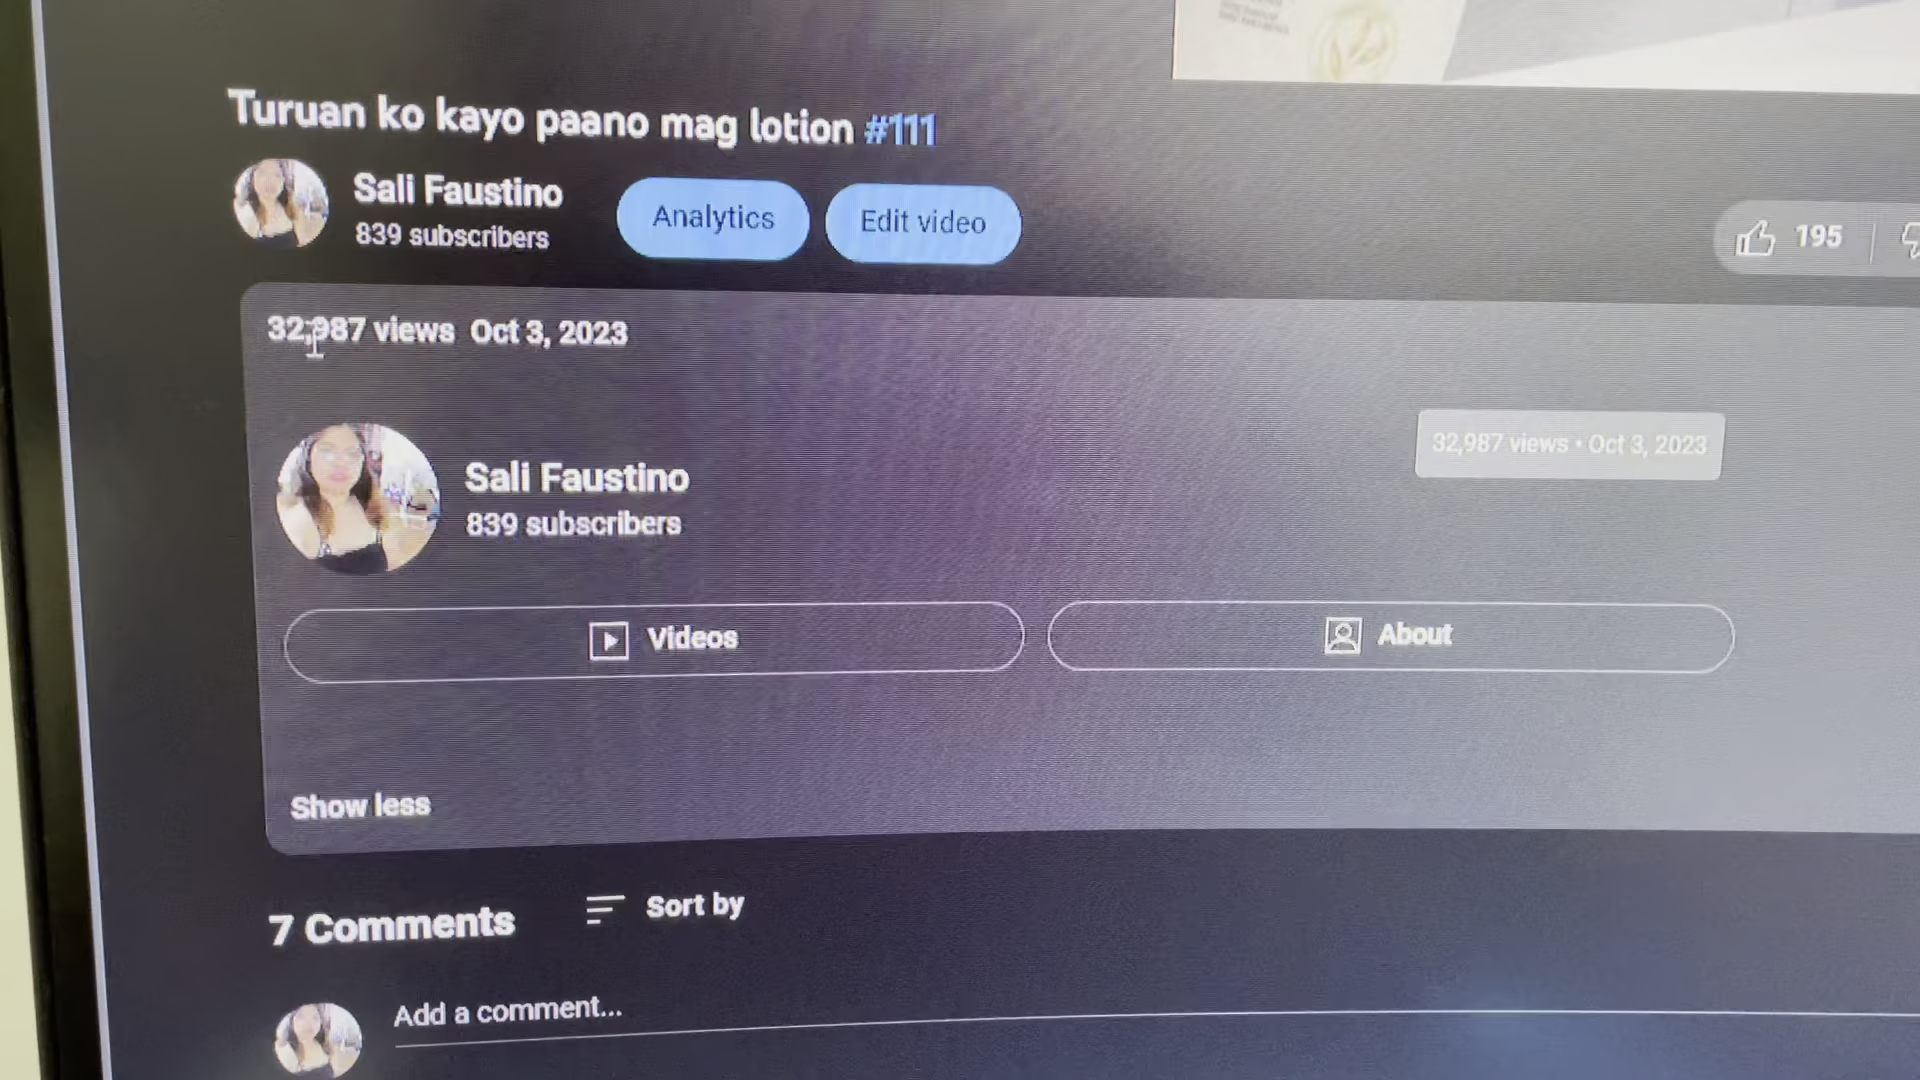 Turuan ko kayo paano mag lotion #111
Sali Faustino
839 subscribers
Analytics
Edit video
195
32,987 views Oct 3, 2023
32,987 views • Oct 3, 2023
Sali Faustino
839 subscribers
Videos
About
Show less
7 Comments
Sort by
Add a comment...